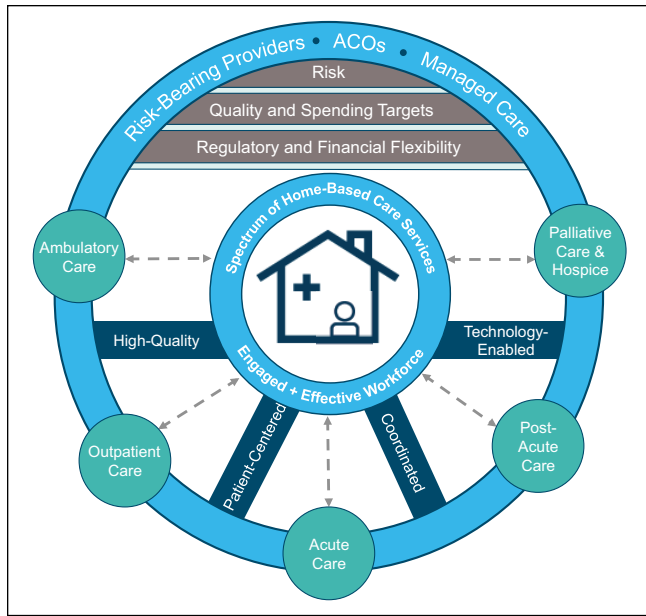 Risk-Bearing Providers • ACOs • Managed Care
Risk
Quality and Spending Targets
Regulatory and Financial Flexibility
Spectrum of Home-Based Care Services
Engaged + Effective Workforce
Ambulatory
Care
Palliative
Care &
Hospice
High-Quality
Technology-
Enabled
Patient-Centered
Coordinated
Outpatient
Care
Post-
Acute
Care
Acute
Care